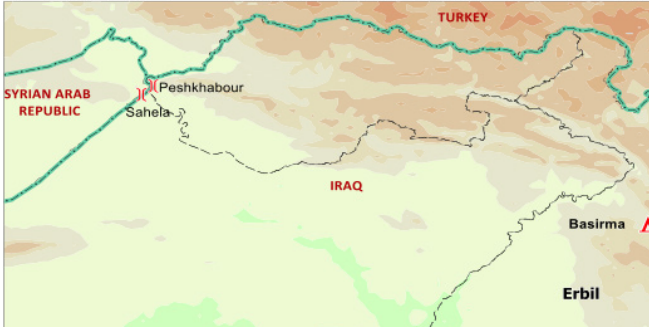 TURKEY
Peshkhabour
SYRIAN ARAB
REPUBLIC
Sahela
IRAQ
Basirma
Erbil